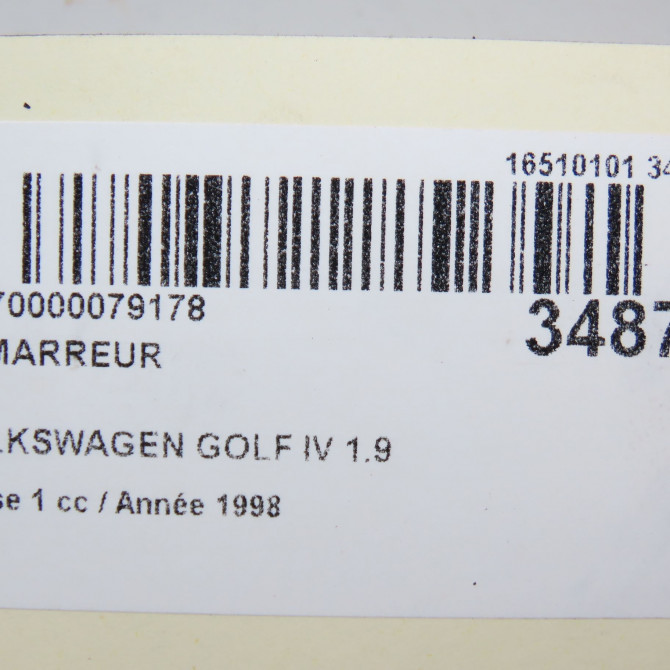 16510101 34
70000079178
3487
MARREUR
LKSWAGEN GOLF IV 1.9
se 1 cc / Année 1998